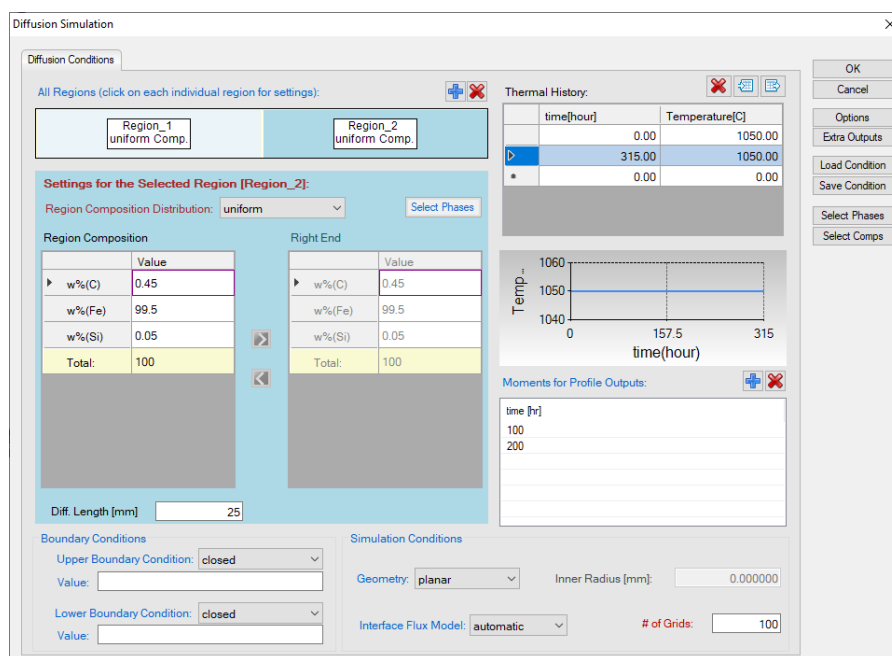 Diffusion Simulation
Diffusion Conditions
All Regions (click on each individual region for settings):
Region_1
uniform Comp.
Region_2
uniform Comp.
Settings for the Selected Region [Region_2]:
Region Composition Distribution: uniform
Select Phases
Region Composition
Right End
Value
w%(C) 0.45
w%(Fe) 99.5
w%(Si) 0.05
Total: 100
Value
w%(C) 0.45
w%(Fe) 99.5
w%(Si) 0.05
Total: 100
Diff. Length [mm] 25
Boundary Conditions
Upper Boundary Condition: closed
Value:
Lower Boundary Condition: closed
Value:
Thermal History:
time[hour] Temperature[C]
0.00 1050.00
315.00 1050.00
0.00 0.00
Temp..
1060
1050
1040
0 157.5 315
time(hour)
Moments for Profile Outputs:
time [hr]
100
200
Simulation Conditions
Geometry: planar
Inner Radius [mm]: 0.000000
Interface Flux Model: automatic
# of Grids: 100
OK
Cancel
Options
Extra Outputs
Load Condition
Save Condition
Select Phases
Select Comps